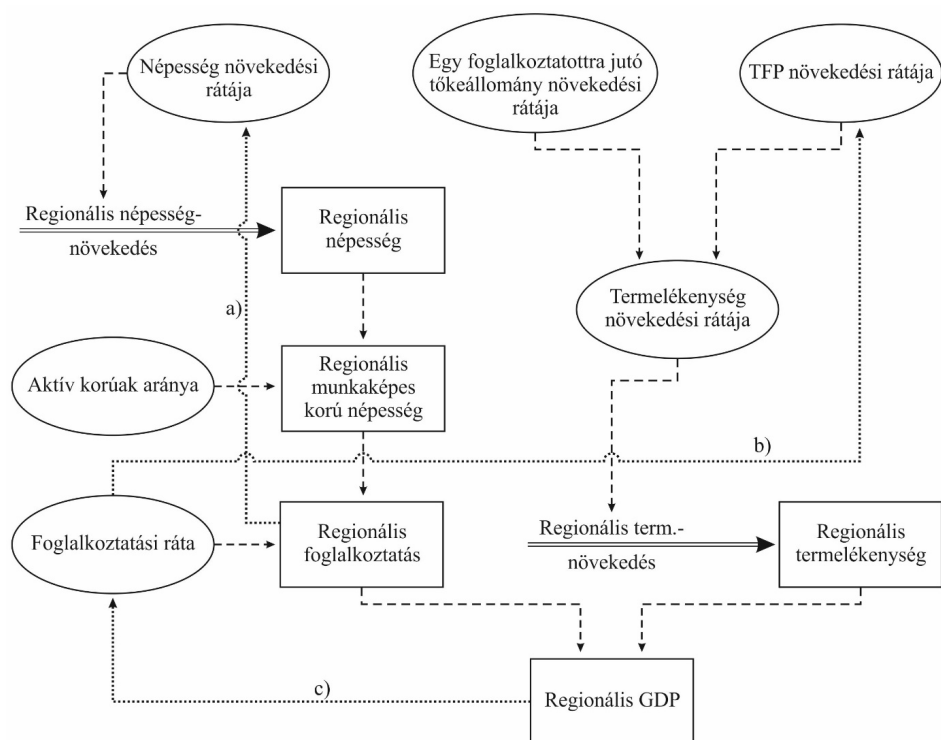 Népesség növekedési
rátája
Egy foglalkoztatottra jutó
tőkeállomány növekedési
rátája
TFP növekedési rátája
Regionális népesség-
növekedés
Regionális
népesség
a)
Termelékenység
növekedési rátája
Aktív korúak aránya
Regionális
munkaképes
korú népesség
b)
Foglalkoztatási ráta
Regionális
foglalkoztatás
Regionális term.-
növekedés
Regionális
termelékenység
c)
Regionális GDP